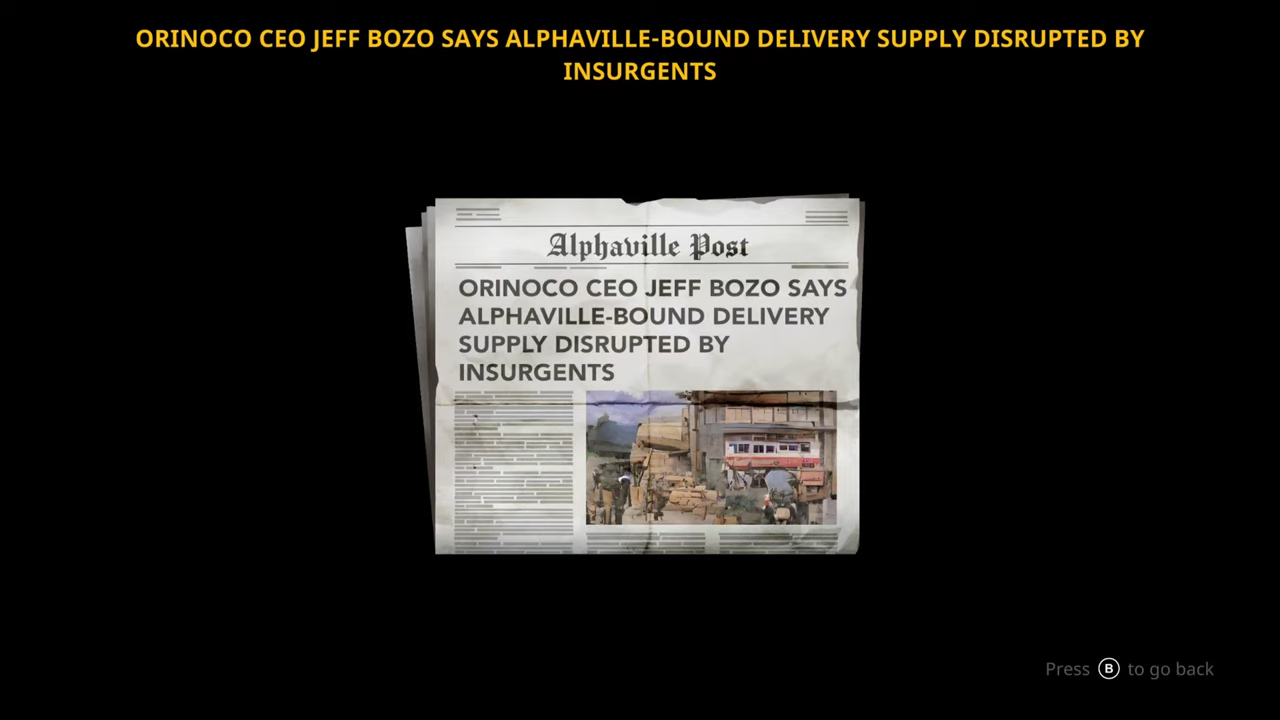 ORINOCO CEO JEFF BOZO SAYS ALPHAVILLE-BOUND DELIVERY SUPPLY DISRUPTED BY
INSURGENTS
Alphaville Post
ORINOCO CEO JEFF BOZO SAYS
ALPHAVILLE-BOUND DELIVERY
SUPPLY DISRUPTED BY
INSURGENTS
Press B to go back